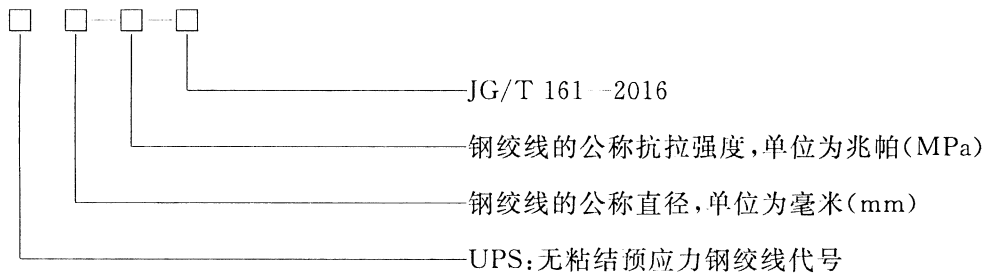 JG/T 161—2016
钢绞线的公称抗拉强度,单位为兆帕(MPa)
钢绞线的公称直径,单位为毫米(mm)
UPS:无粘结预应力钢绞线代号